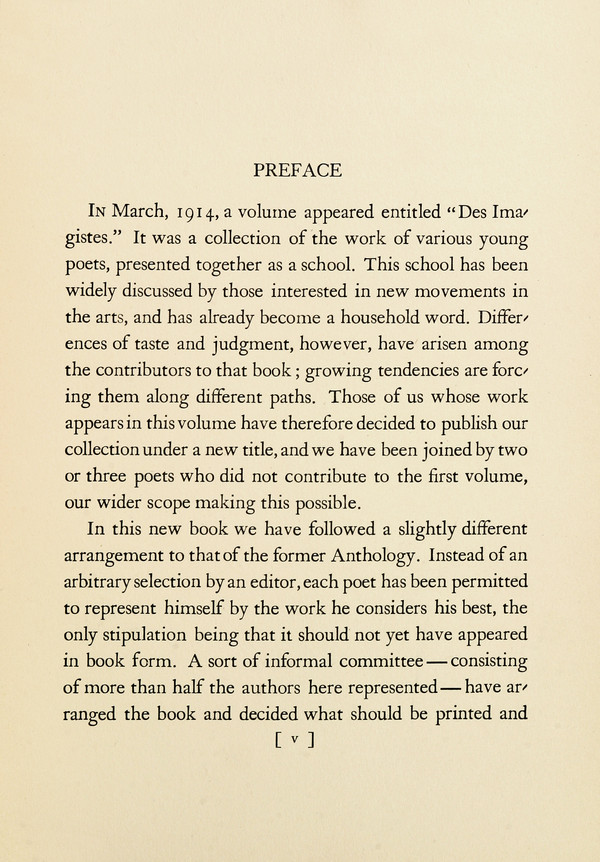 PREFACE
In March, 1914, a volume appeared entitled “Des Ima-
gistes.” It was a collection of the work of various young
poets, presented together as a school. This school has been
widely discussed by those interested in new movements in
the arts, and has already become a household word. Differ-
ences of taste and judgment, however, have arisen among
the contributors to that book; growing tendencies are forc-
ing them along different paths. Those of us whose work
appears in this volume have therefore decided to publish our
collection under a new title, and we have been joined by two
or three poets who did not contribute to the first volume,
our wider scope making this possible.
In this new book we have followed a slightly different
arrangement to that of the former Anthology. Instead of an
arbitrary selection by an editor, each poet has been permitted
to represent himself by the work he considers his best, the
only stipulation being that it should not yet have appeared
in book form. A sort of informal committee—consisting
of more than half the authors here represented—have ar-
ranged the book and decided what should be printed and
[ v ]